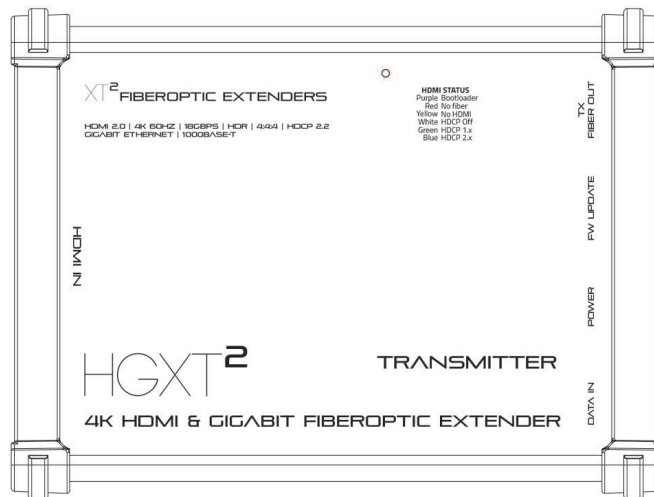 XT² FIBEROPTIC EXTENDERS
HDMI 2.0 | 4K 60HZ | 18GBPS | HDR | 4:4:4 | HDCP 2.2
GIGABIT ETHERNET | 1000BASE-T
HDMI STATUS
Purple Bootloader
Red No fiber
Yellow No HDMI
White HDCP Off
Green HDCP 1.x
Blue HDCP 2.x
TX
FIBER OUT
FW UPDATE
HDMI IN
POWER
HGXT²
TRANSMITTER
DATA IN
4K HDMI & GIGABIT FIBEROPTIC EXTENDER